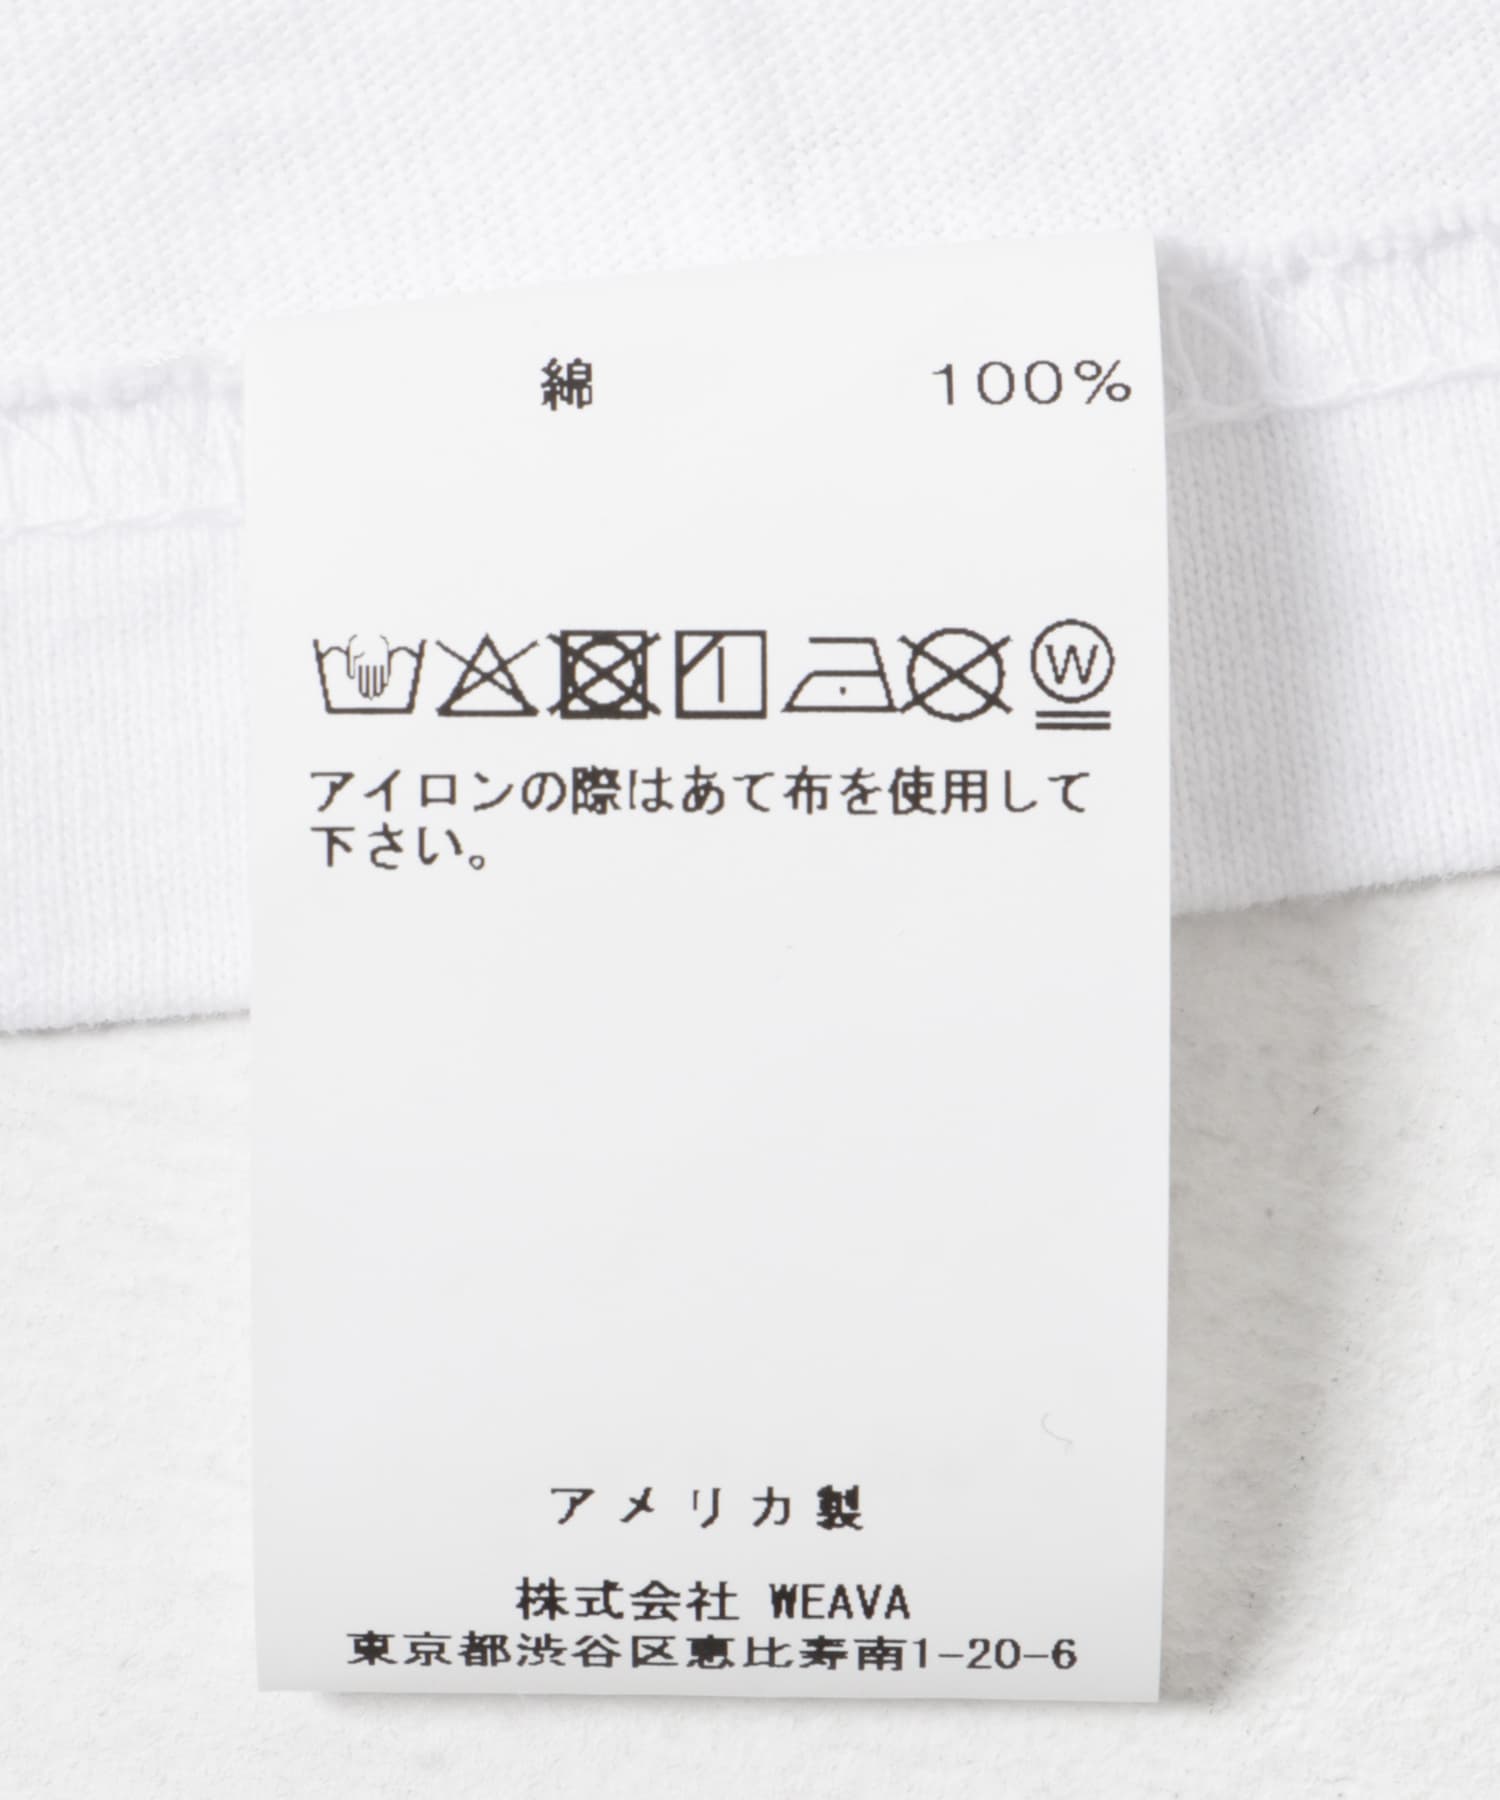 綿 100%
W
アイロンの際はあて布を使用して
下さい。
アメリカ製
株式会社 WEAVA
東京都渋谷区恵比寿南1-20-6